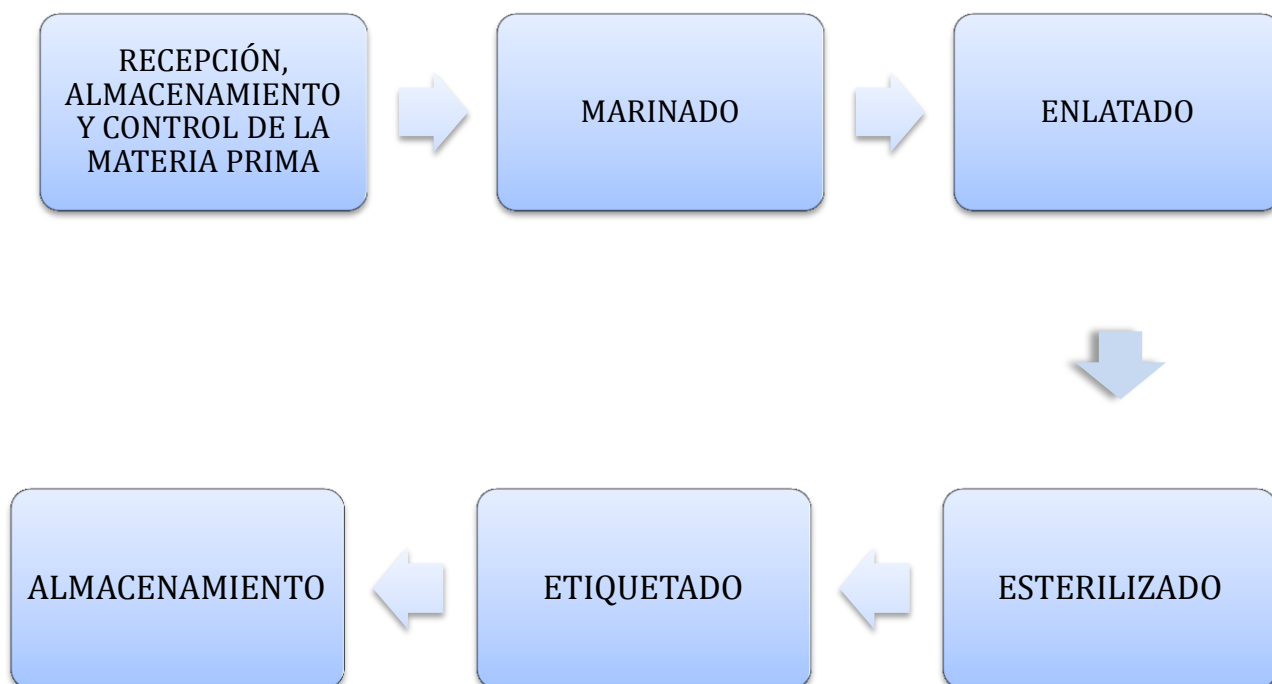 RECEPCIÓN,
ALMACENAMIENTO
Y CONTROL DE LA
MATERIA PRIMA
MARINADO
ENLATADO
ESTERILIZADO
ETIQUETADO
ALMACENAMIENTO